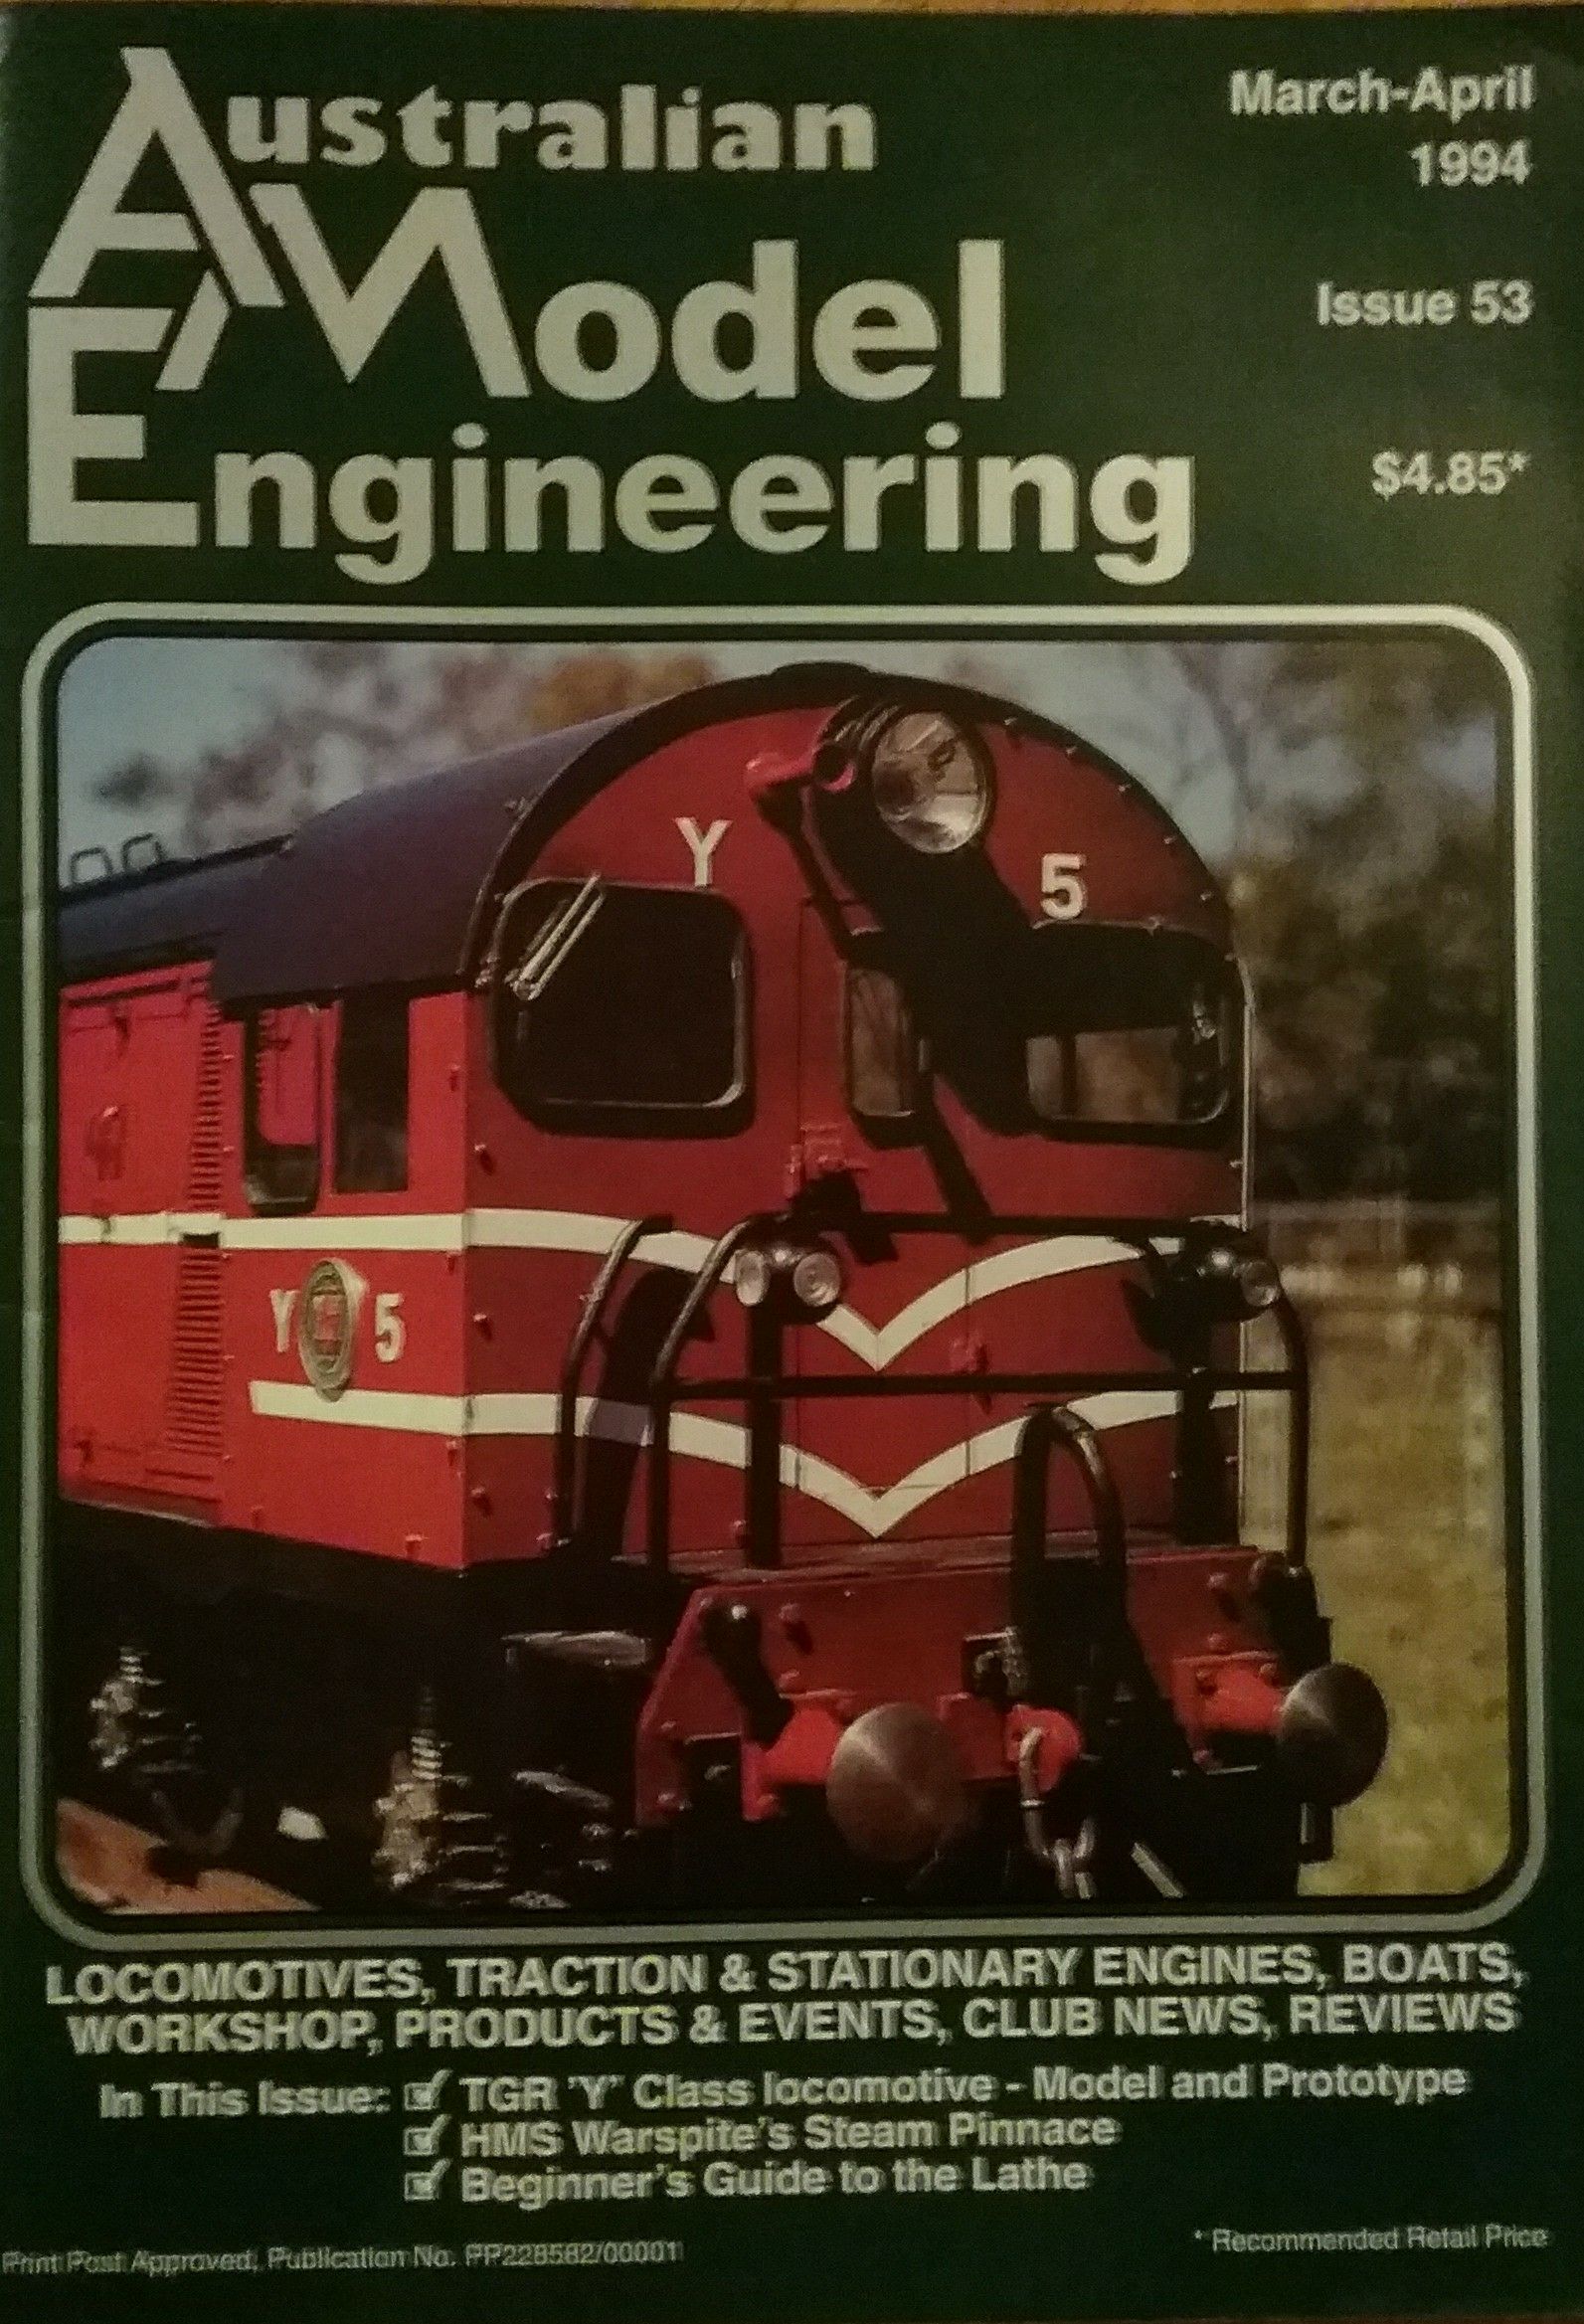 Australian
Model
Engineering
March-April
1994
Issue 53
$4.85*
Y
5
Y 5
LOCOMOTIVES, TRACTION & STATIONARY ENGINES, BOATS,
WORKSHOP, PRODUCTS & EVENTS, CLUB NEWS, REVIEWS
In This Issue: ☑ TGR 'Y' Class locomotive - Model and Prototype
☑ HMS Warspite's Steam Pinnace
☑ Beginner's Guide to the Lathe
Print Post Approved, Publication No. PP228582/00001
* Recommended Retail Price